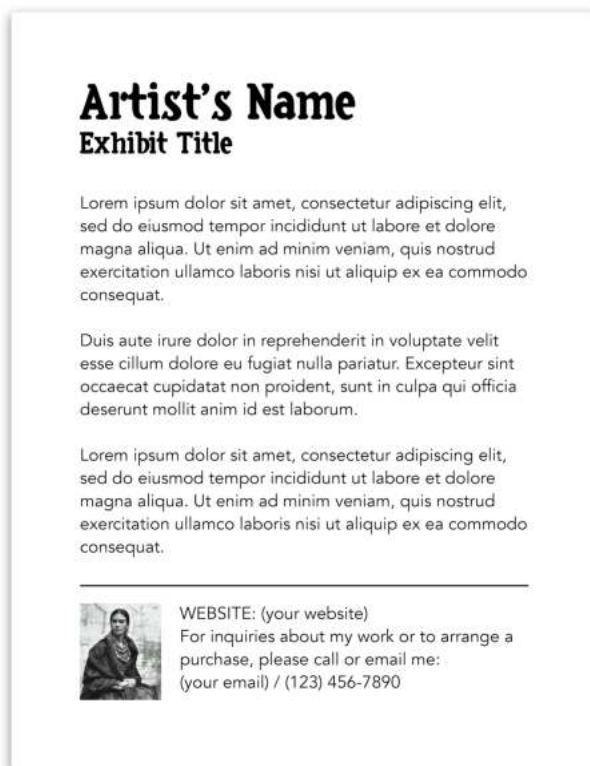 Artist's Name
Exhibit Title
Lorem ipsum dolor sit amet, consectetur adipiscing elit,
sed do eiusmod tempor incididunt ut labore et dolore
magna aliqua. Ut enim ad minim veniam, quis nostrud
exercitation ullamco laboris nisi ut aliquip ex ea commodo
consequat.
Duis aute irure dolor in reprehenderit in voluptate velit
esse cillum dolore eu fugiat nulla pariatur. Excepteur sint
occaecat cupidatat non proident, sunt in culpa qui officia
deserunt mollit anim id est laborum.
Lorem ipsum dolor sit amet, consectetur adipiscing elit,
sed do eiusmod tempor incididunt ut labore et dolore
magna aliqua. Ut enim ad minim veniam, quis nostrud
exercitation ullamco laboris nisi ut aliquip ex ea commodo
consequat.
WEBSITE: (your website)
For inquiries about my work or to arrange a
purchase, please call or email me:
(your email) / (123) 456-7890